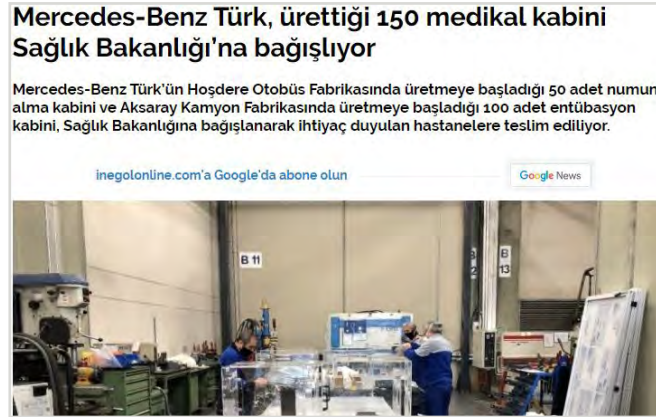 Mercedes-Benz Türk, ürettiği 150 medikal kabini
Sağlık Bakanlığı'na bağışlıyor
Mercedes-Benz Türk'ün Hoşdere Otobüs Fabrikasında üretmeye başladığı 50 adet numun
alma kabini ve Aksaray Kamyon Fabrikasında üretmeye başladığı 100 adet entübasyon
kabini, Sağlık Bakanlığına bağışlanarak ihtiyaç duyulan hastanelere teslim ediliyor.
inegolonline.com'a Google'da abone olun
Google News
B 11
B
13